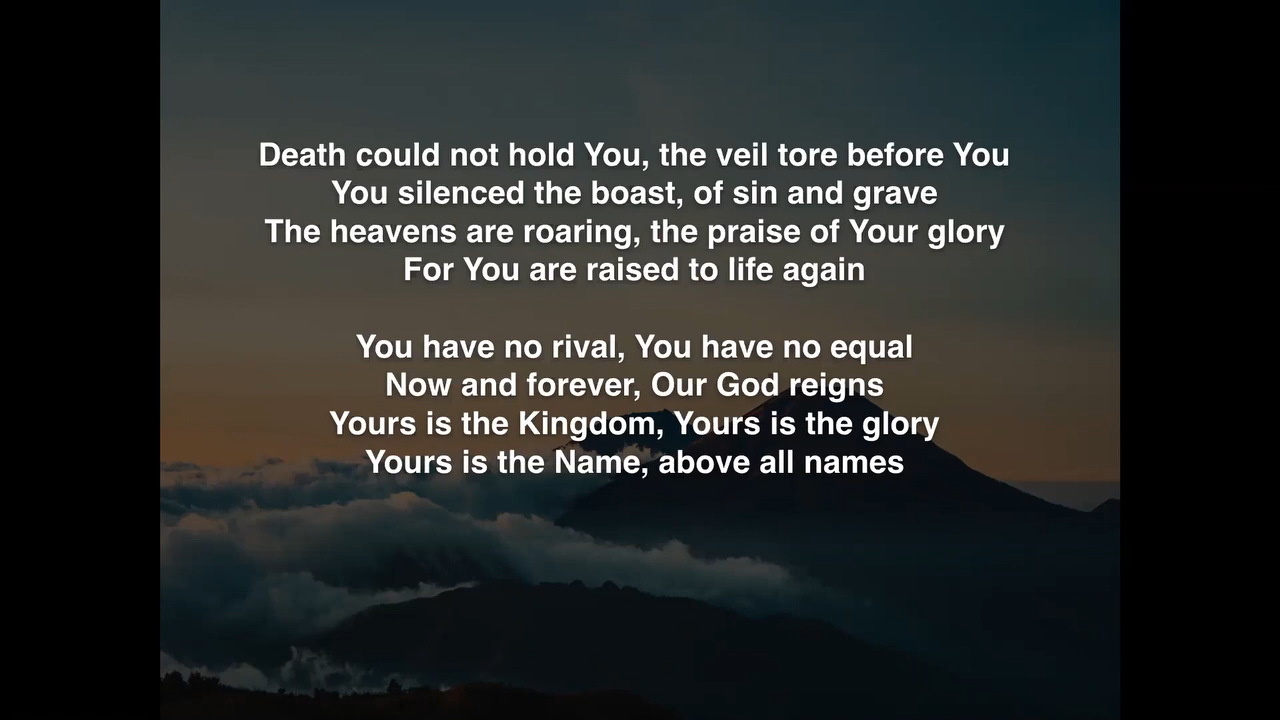 Death could not hold You, the veil tore before You
You silenced the boast, of sin and grave
The heavens are roaring, the praise of Your glory
For You are raised to life again
You have no rival, You have no equal
Now and forever, Our God reigns
Yours is the Kingdom, Yours is the glory
Yours is the Name, above all names